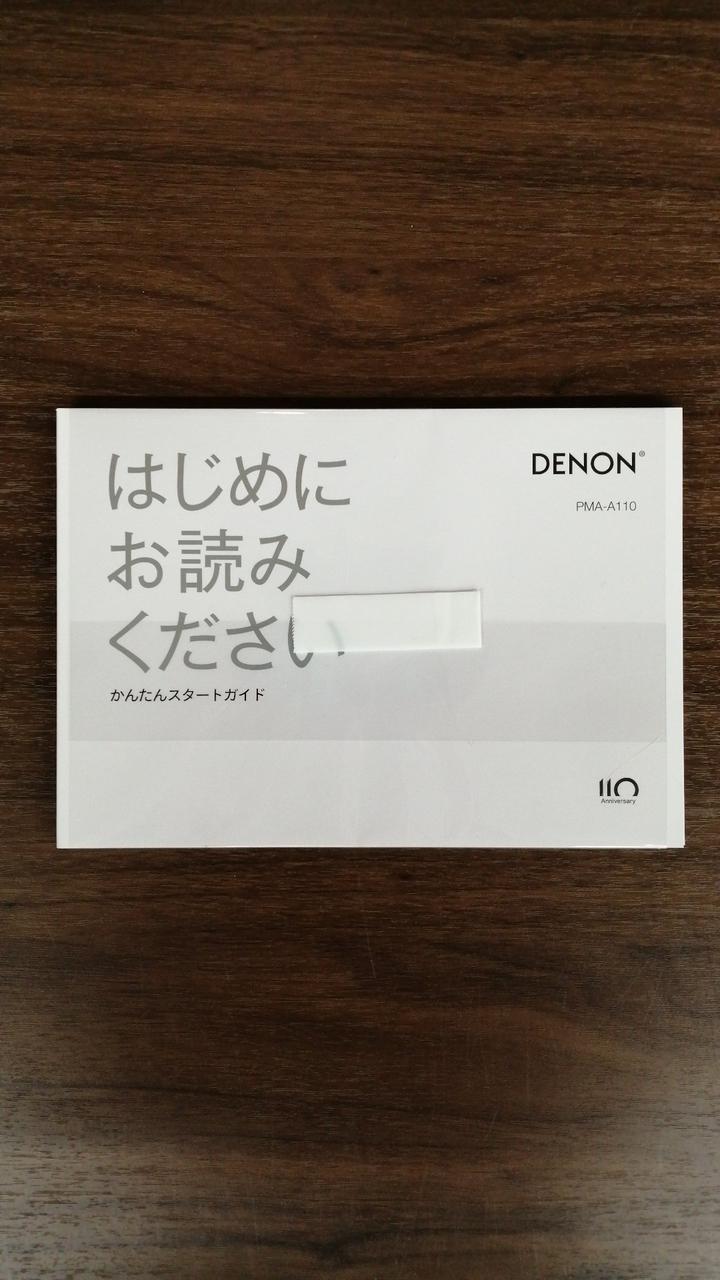 はじめに
お読み
ください
かんたんスタートガイド
DENON®
PMA-A110
110
Anniversary